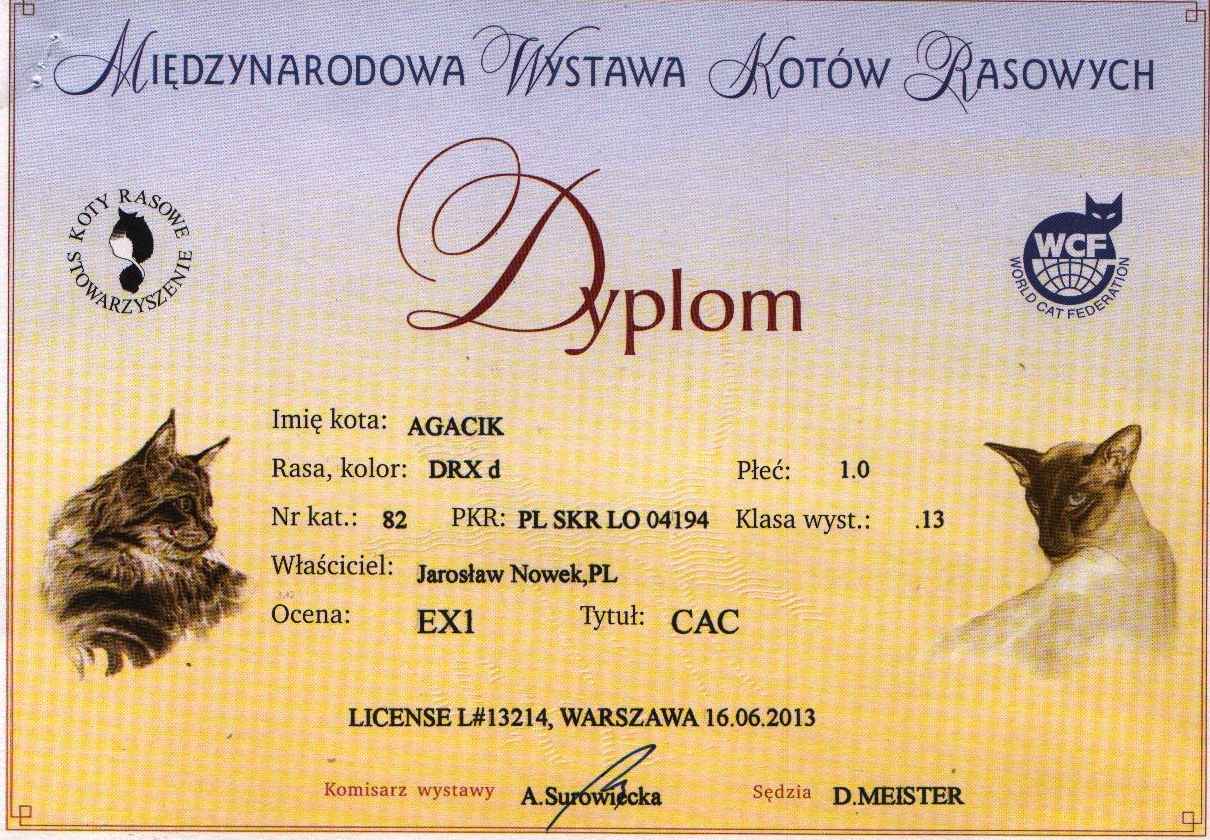 Międzynarodowa Wystawa Kotów Rasowych
KOTY RASOWE
STOWARZYSZENIE
Dyplom
WCF
WORLD CAT FEDERATION
Imię kota: AGACIK
Rasa, kolor: DRX d Płeć: 1.0
Nr kat.: 82 PKR: PL SKR LO 04194 Klasa wyst.: .13
Właściciel: Jarosław Nowek,PL
Ocena: EX1 Tytuł: CAC
LICENSE L#13214, WARSZAWA 16.06.2013
Komisarz wystawy A.Surowiecka Sędzia D.MEISTER